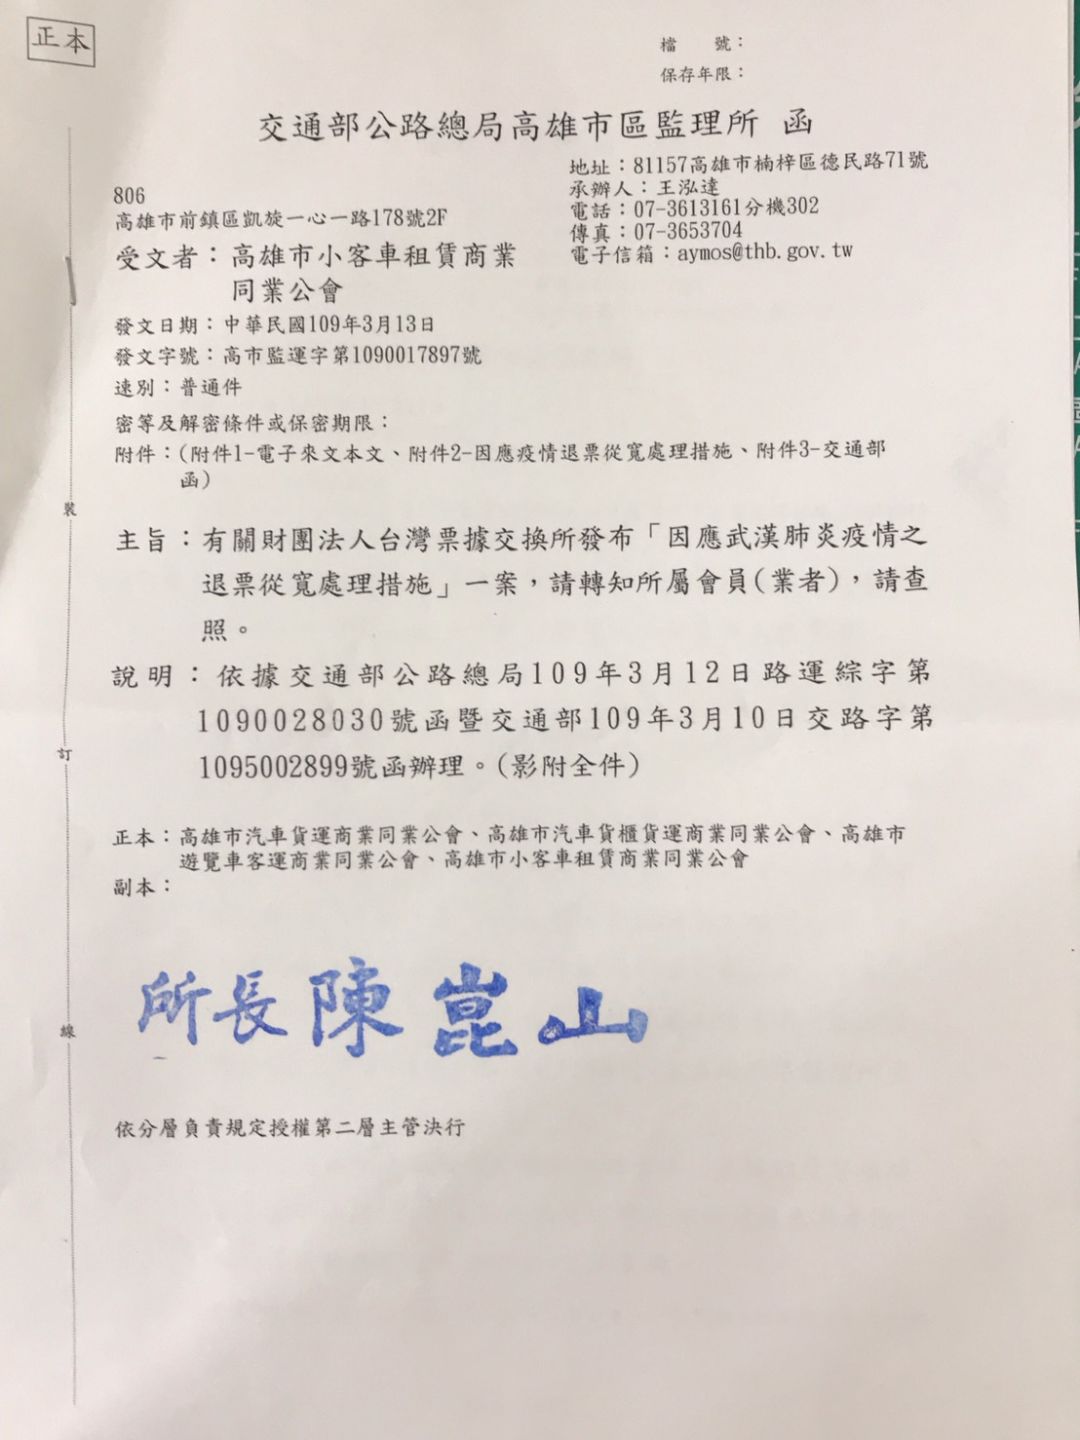 正本
檔　　號：
保存年限：
交通部公路總局高雄市區監理所　函
地址：81157高雄市楠梓區德民路71號
承辦人：王泓達
電話：07-3613161分機302
傳真：07-3653704
電子信箱：aymos@thb.gov.tw
806
高雄市前鎮區凱旋一心一路178號2F
受文者：高雄市小客車租賃商業
同業公會
發文日期：中華民國109年3月13日
發文字號：高市監運字第1090017897號
速別：普通件
密等及解密條件或保密期限：
附件：(附件1-電子來文本文、附件2-因應疫情退票從寬處理措施、附件3-交通部
函)
主旨：有關財團法人台灣票據交換所發布「因應武漢肺炎疫情之
退票從寬處理措施」一案，請轉知所屬會員(業者)，請查
照。
說明：依據交通部公路總局109年3月12日路運綜字第
1090028030號函暨交通部109年3月10日交路字第
1095002899號函辦理。(影附全件)
正本：高雄市汽車貨運商業同業公會、高雄市汽車貨櫃貨運商業同業公會、高雄市
遊覽車客運商業同業公會、高雄市小客車租賃商業同業公會
副本：
所長陳崑山
依分層負責規定授權第二層主管決行
裝
訂
線